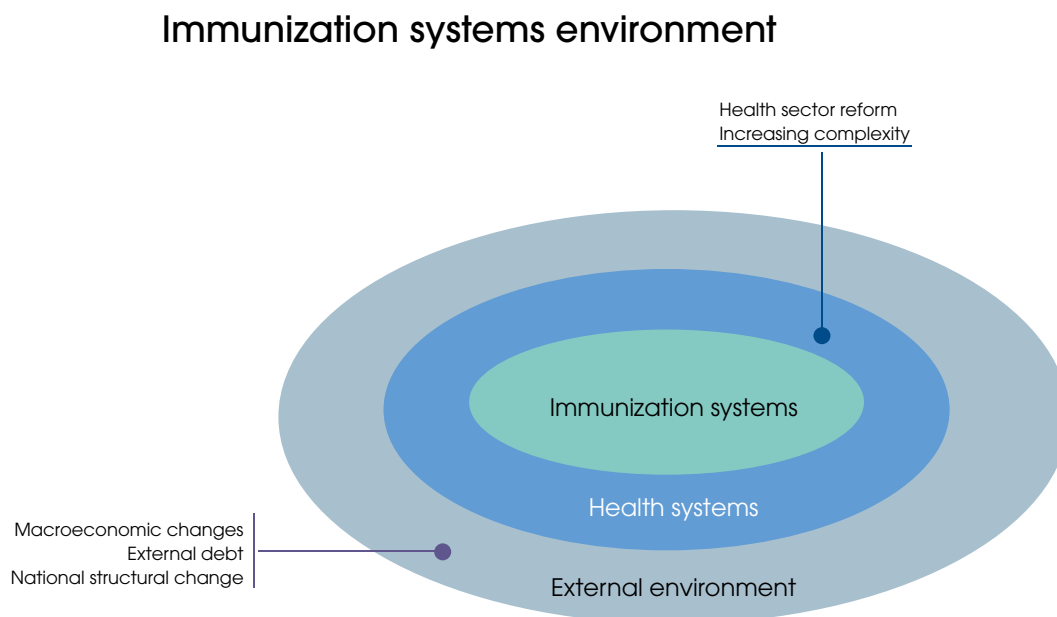 Immunization systems environment
Health sector reform
Increasing complexity
Immunization systems
Health systems
Macroeconomic changes
External debt
National structural change
External environment